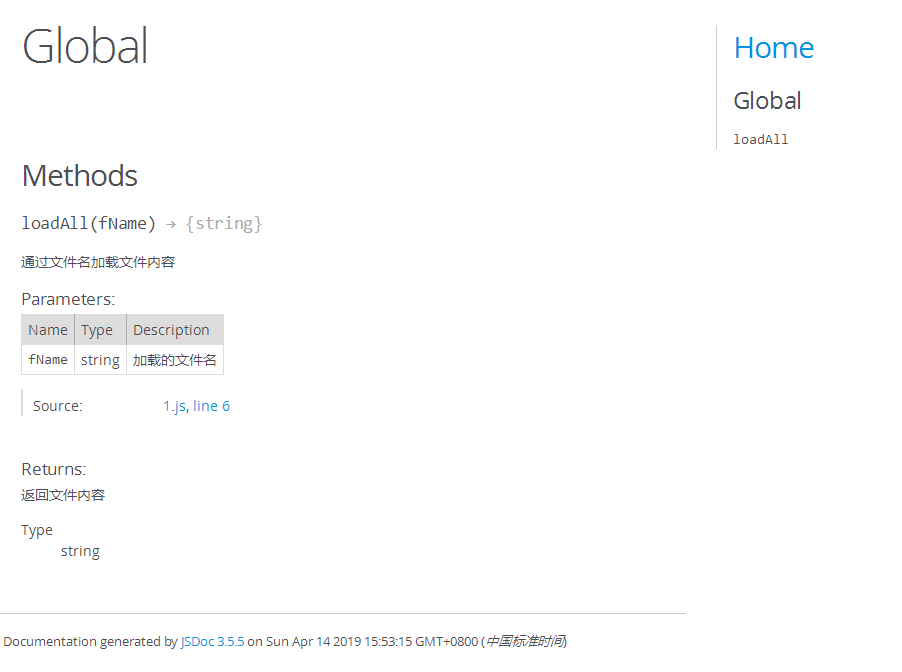 Global
Methods
loadAll(fName) → {string}
通过文件名加载文件内容
Parameters:
Name Type Description
fName string 加载的文件名
Source: 1.js, line 6
Returns:
返回文件内容
Type
string
Home
Global
loadAll
Documentation generated by JSDoc 3.5.5 on Sun Apr 14 2019 15:53:15 GMT+0800 (中国标准时间)